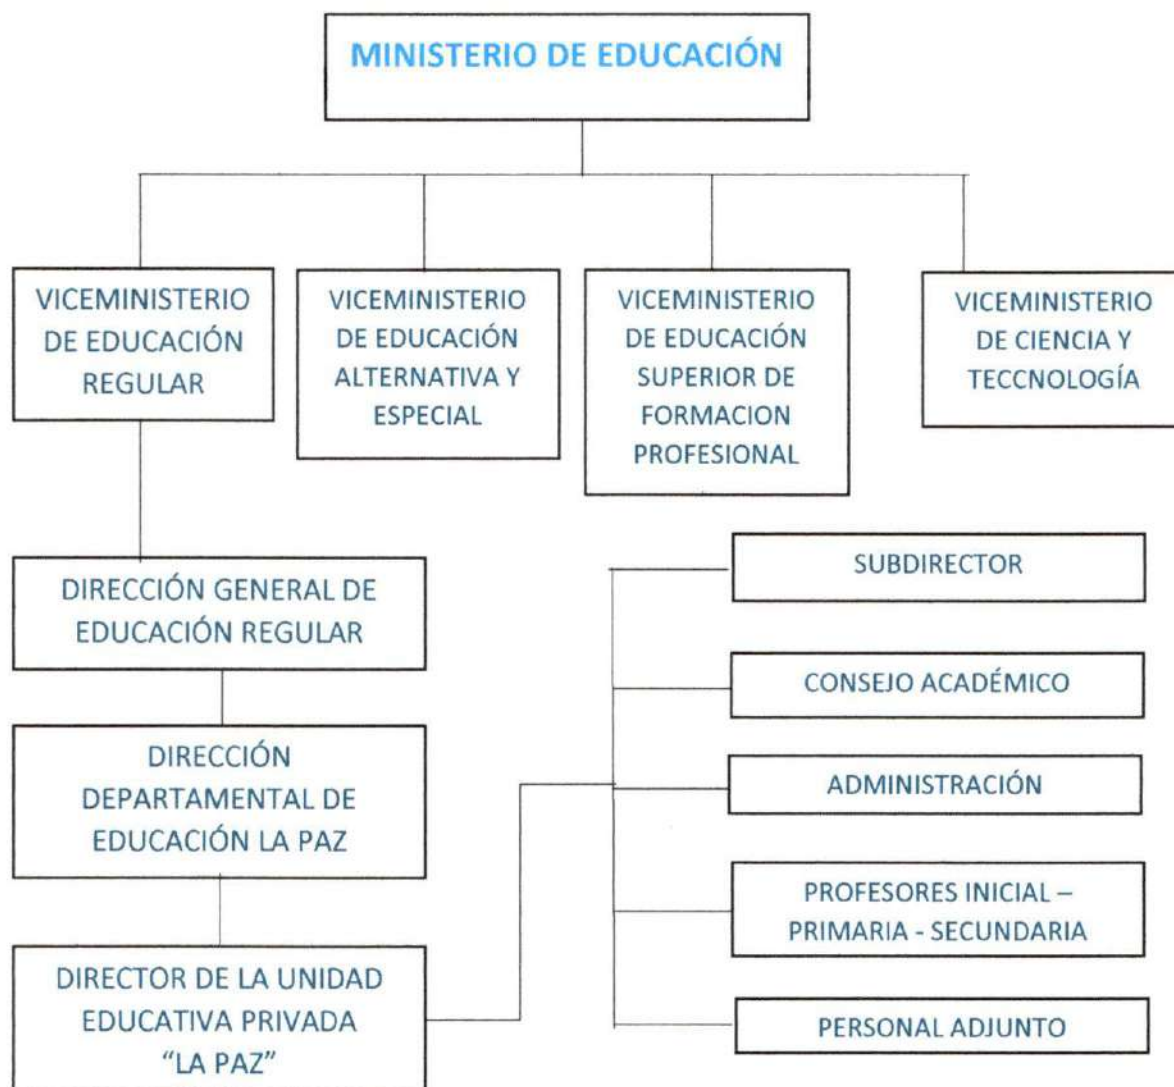 MINISTERIO DE EDUCACIÓN
VICEMINISTERIO
DE EDUCACIÓN
REGULAR
VICEMINISTERIO
DE EDUCACIÓN
ALTERNATIVA Y
ESPECIAL
VICEMINISTERIO
DE EDUCACIÓN
SUPERIOR DE
FORMACION
PROFESIONAL
VICEMINISTERIO
DE CIENCIA Y
TECCNOLOGÍA
DIRECCIÓN GENERAL DE
EDUCACIÓN REGULAR
DIRECCIÓN
DEPARTAMENTAL DE
EDUCACIÓN LA PAZ
DIRECTOR DE LA UNIDAD
EDUCATIVA PRIVADA
“LA PAZ”
SUBDIRECTOR
CONSEJO ACADÉMICO
ADMINISTRACIÓN
PROFESORES INICIAL –
PRIMARIA - SECUNDARIA
PERSONAL ADJUNTO